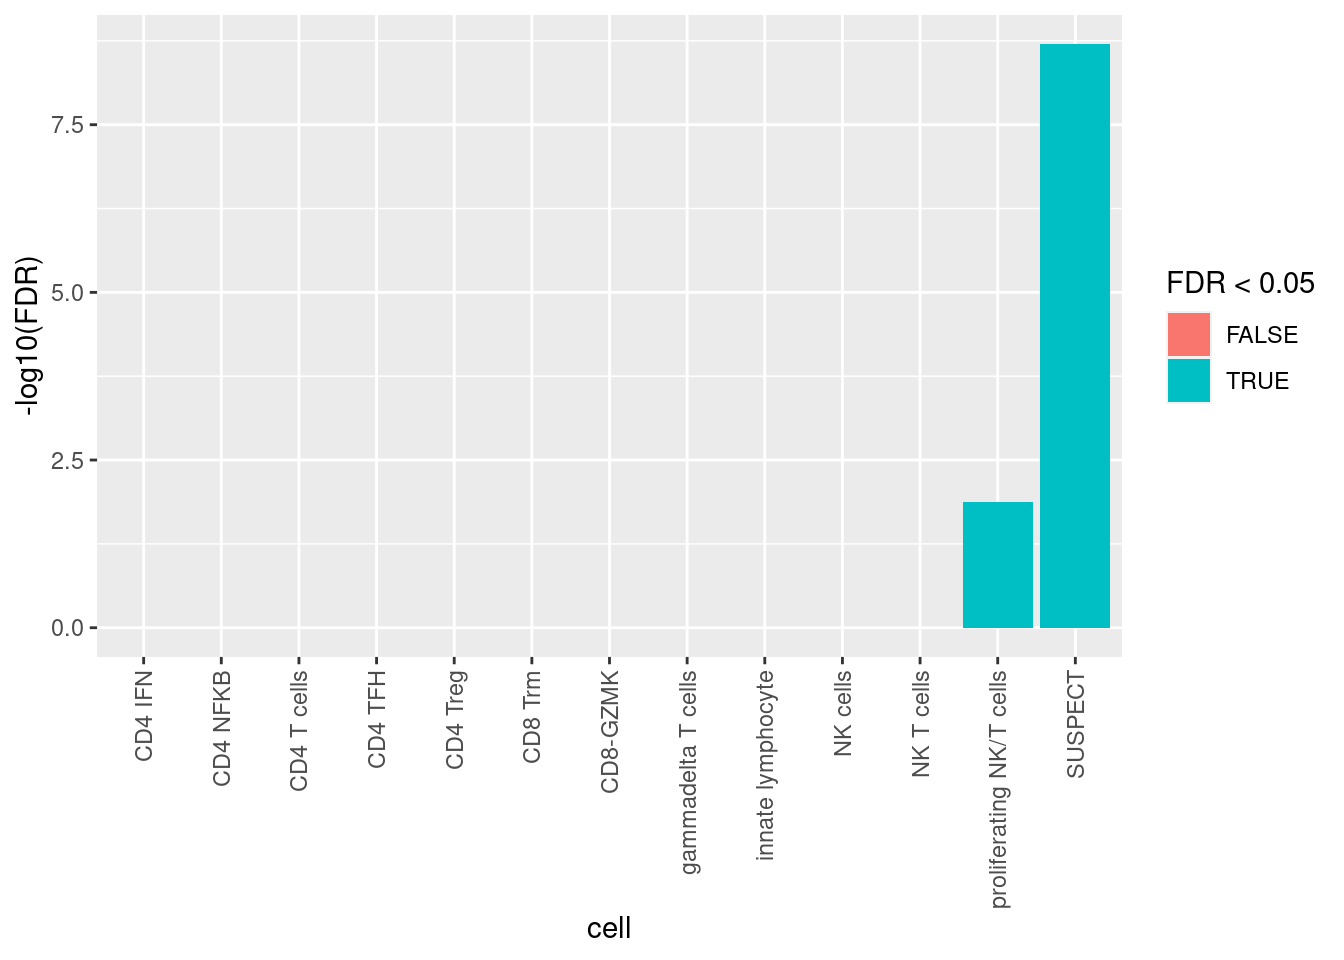 -log10(FDR)
7.5
5.0
2.5
0.0
CD4 IFN
CD4 NFKB
CD4 T cells
CD4 TFH
CD4 Treg
CD8 Trm
CD8-GZMK
gammadelta T cells
innate lymphocyte
NK cells
NK T cells
proliferating NK/T cells
SUSPECT
cell
FDR < 0.05
FALSE
TRUE